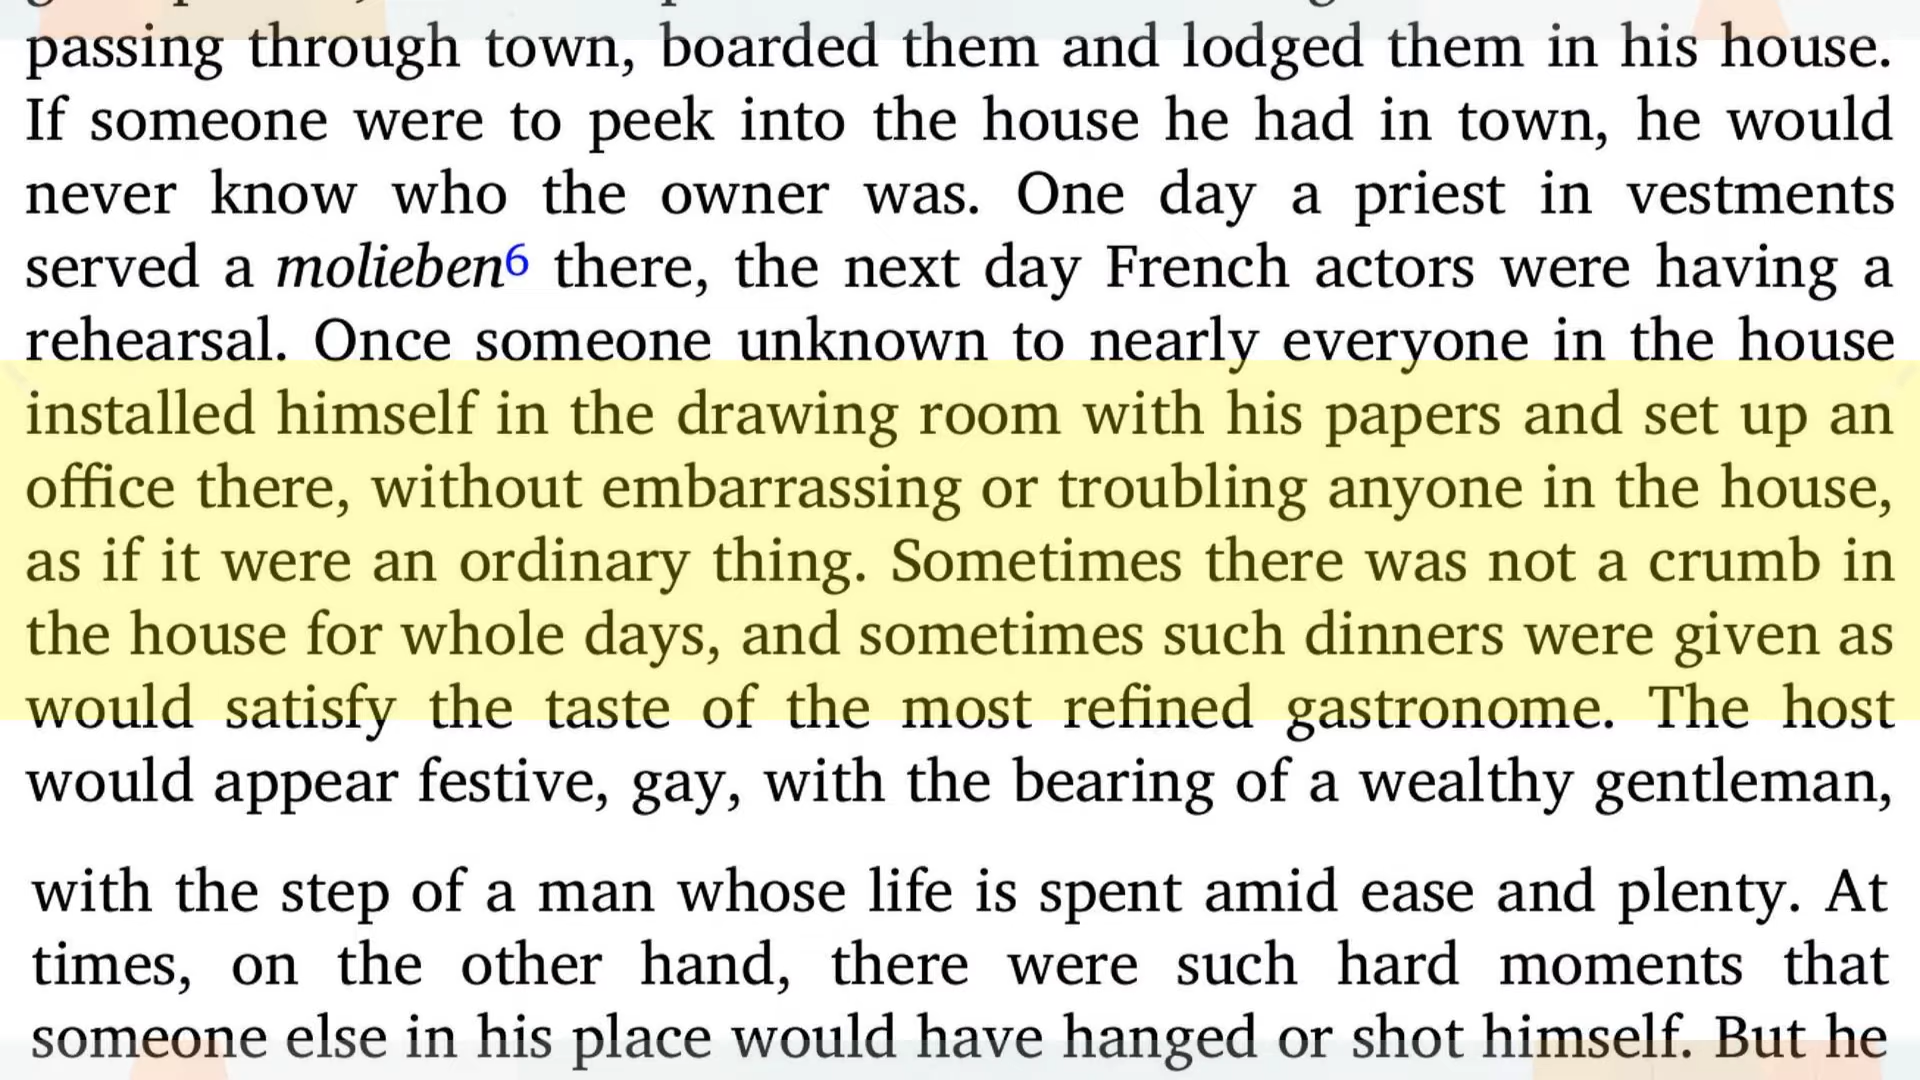 passing through town, boarded them and lodged them in his house.
If someone were to peek into the house he had in town, he would
never know who the owner was. One day a priest in vestments
served a molieben6 there, the next day French actors were having a
rehearsal. Once someone unknown to nearly everyone in the house
installed himself in the drawing room with his papers and set up an
office there, without embarrassing or troubling anyone in the house,
as if it were an ordinary thing. Sometimes there was not a crumb in
the house for whole days, and sometimes such dinners were given as
would satisfy the taste of the most refined gastronome. The host
would appear festive, gay, with the bearing of a wealthy gentleman,
with the step of a man whose life is spent amid ease and plenty. At
times, on the other hand, there were such hard moments that
someone else in his place would have hanged or shot himself. But he